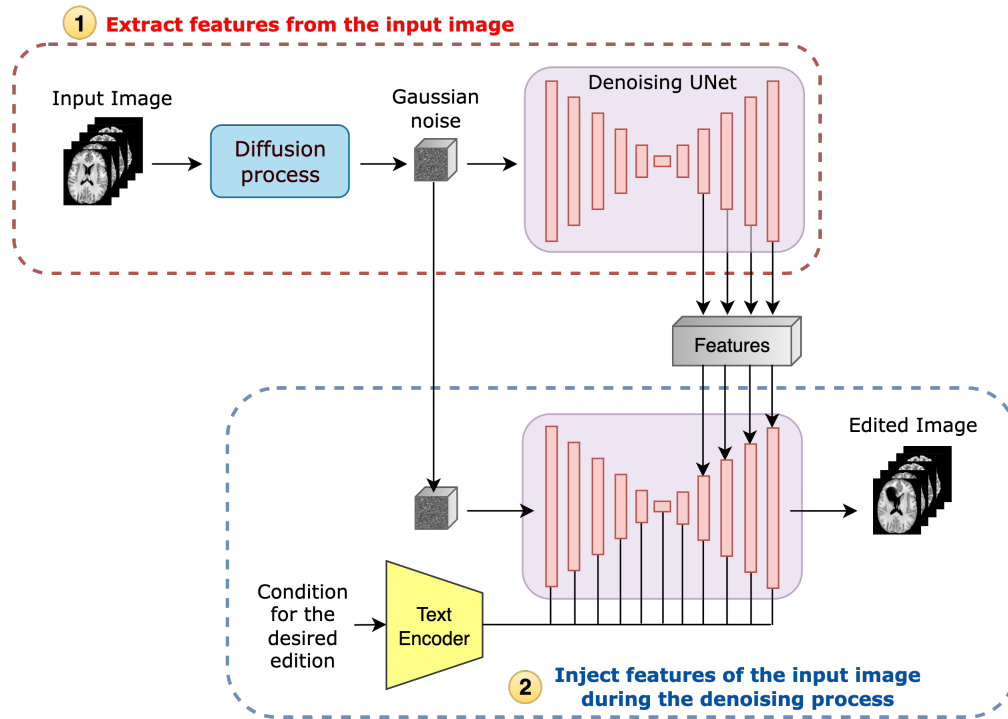 1
Extract features from the input image
Input Image
Diffusion
process
Gaussian
noise
Denoising UNet
Features
Edited Image
Condition
for the
desired
edition
Text
Encoder
2
Inject features of the input image
during the denoising process